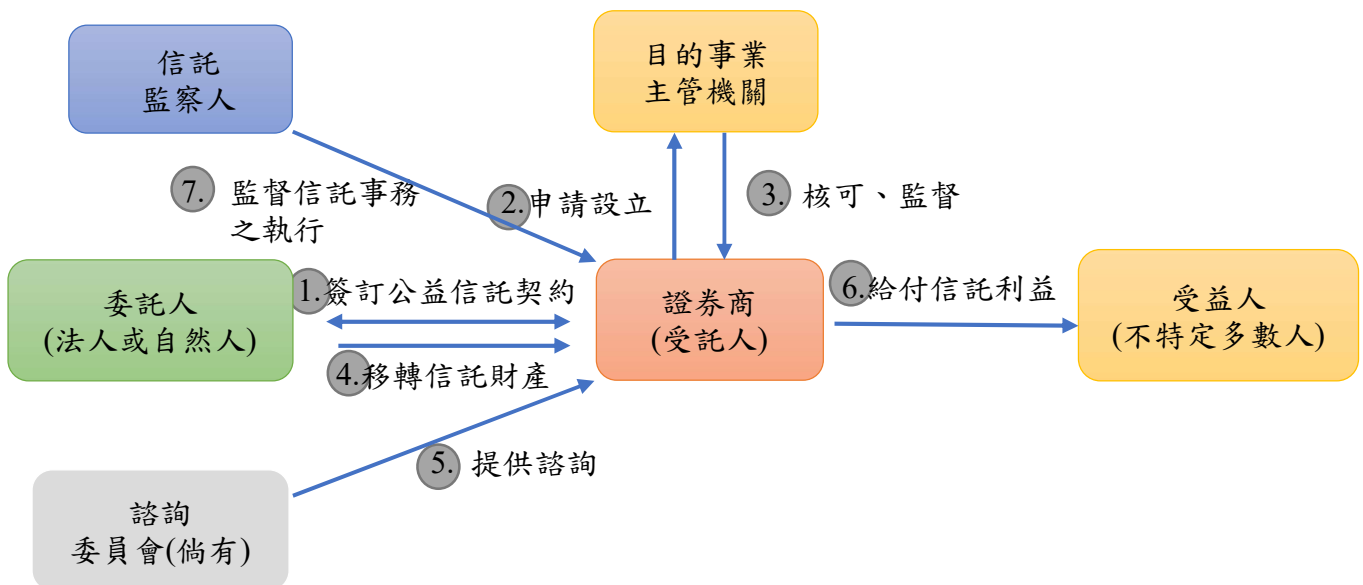 信託
監察人
目的事業
主管機關
7. 監督信託事務
之執行
2.申請設立
3. 核可、監督
委託人
(法人或自然人)
1.簽訂公益信託契約
4.移轉信託財產
證券商
(受託人)
6.給付信託利益
受益人
(不特定多數人)
5. 提供諮詢
諮詢
委員會(倘有)